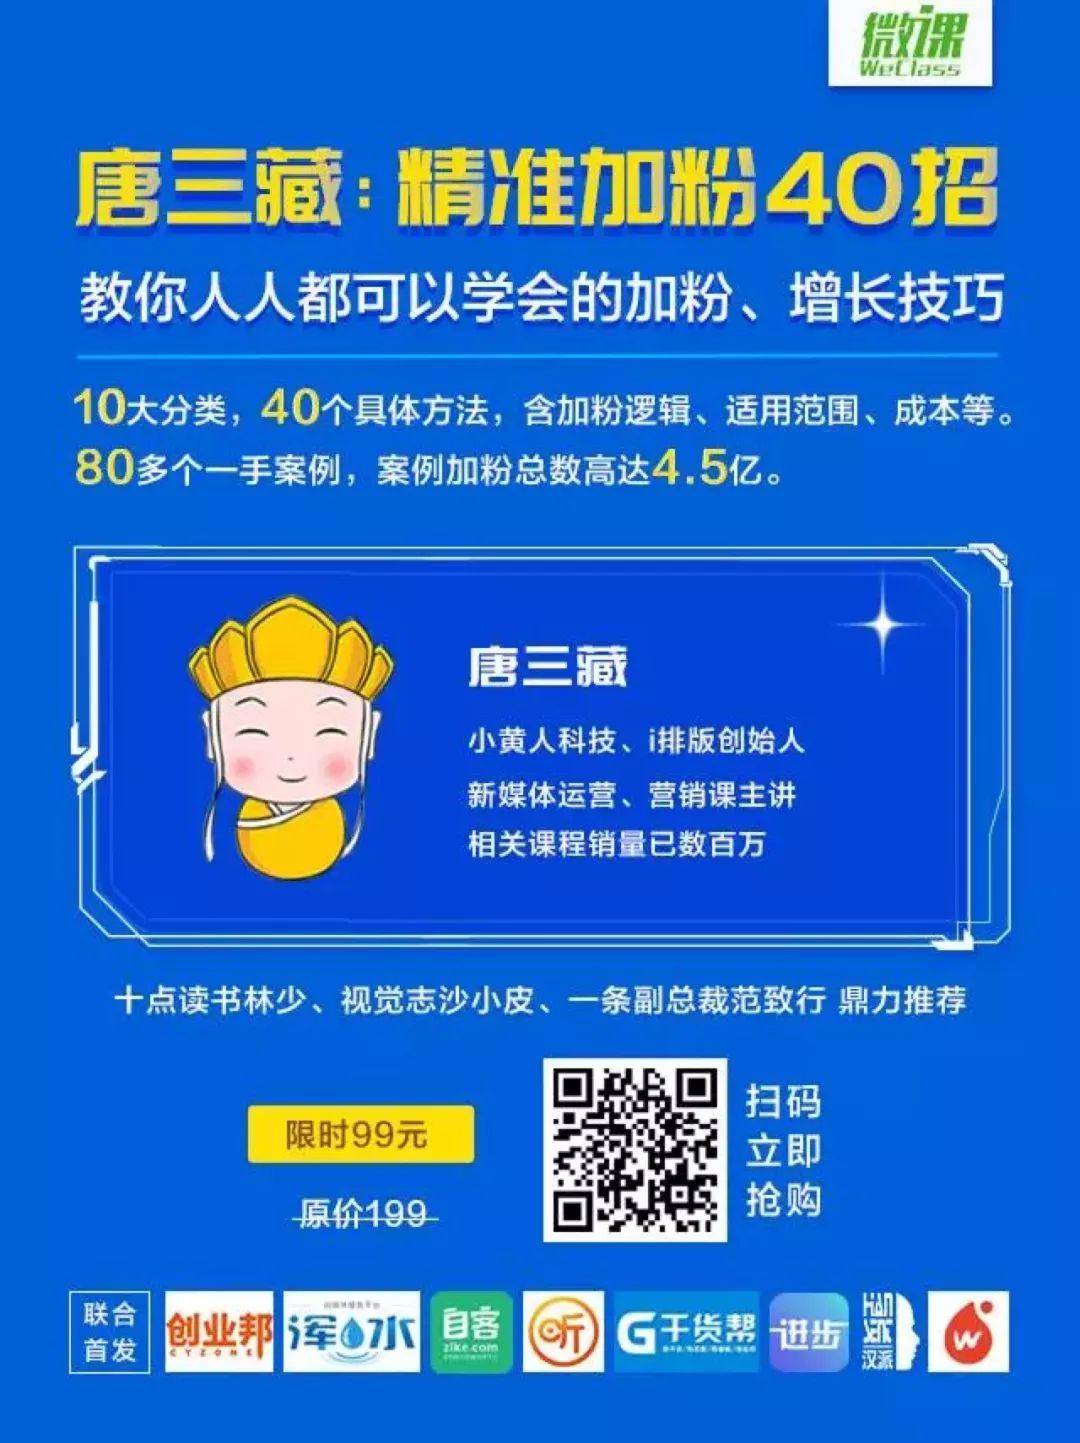 微课
WeClass
唐三藏：精准加粉40招
教你人人都可以学会的加粉、增长技巧
10大分类，40个具体方法，含加粉逻辑、适用范围、成本等。
80多个一手案例，案例加粉总数高达4.5亿。
唐三藏
小黄人科技、i排版创始人
新媒体运营、营销课主讲
相关课程销量已数百万
十点读书林少、视觉志沙小皮、一条副总裁范致行 鼎力推荐
限时99元
原价199
扫码
立即
抢购
联合
首发
创业邦
CYZONE
浑水
自客
zike.com
听
G干货帮
进步
HAN
PAI
汉派
W